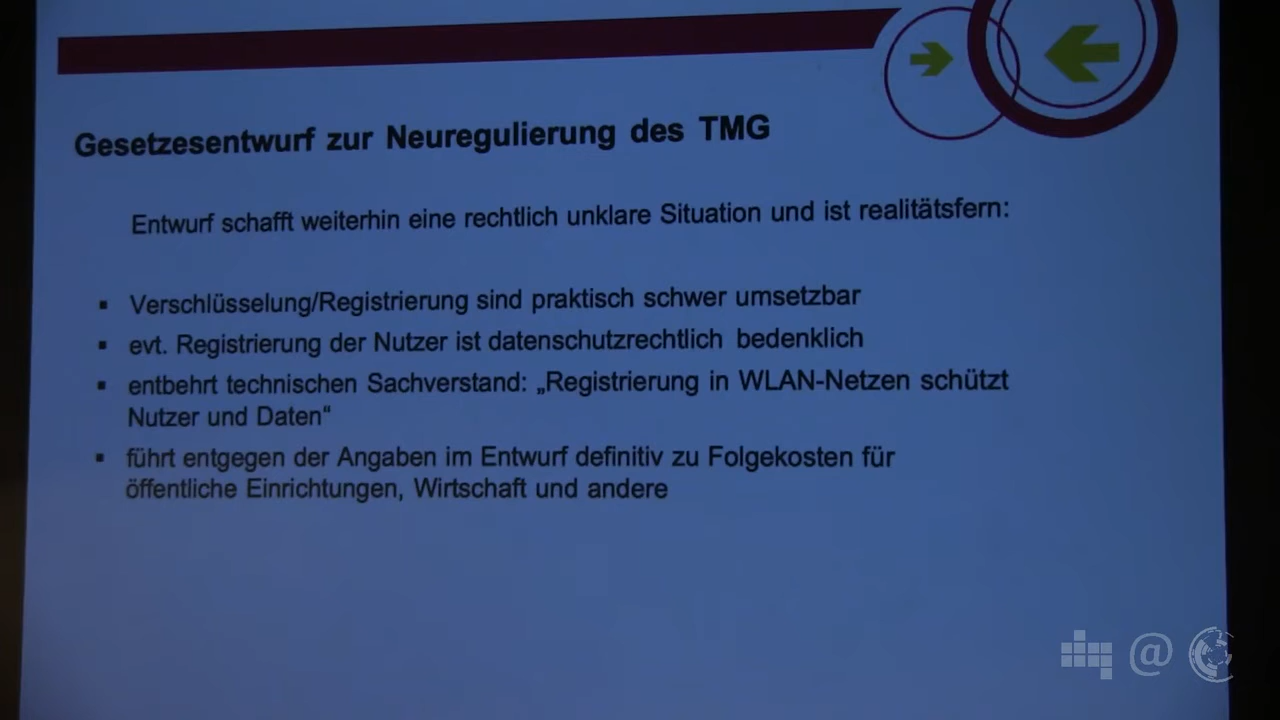 Gesetzesentwurf zur Neuregulierung des TMG
Entwurf schafft weiterhin eine rechtlich unklare Situation und ist realitätsfern:
▪ Verschlüsselung/Registrierung sind praktisch schwer umsetzbar
▪ evt. Registrierung der Nutzer ist datenschutzrechtlich bedenklich
▪ entbehrt technischen Sachverstand: „Registrierung in WLAN-Netzen schützt
Nutzer und Daten“
▪ führt entgegen der Angaben im Entwurf definitiv zu Folgekosten für
öffentliche Einrichtungen, Wirtschaft und andere
@